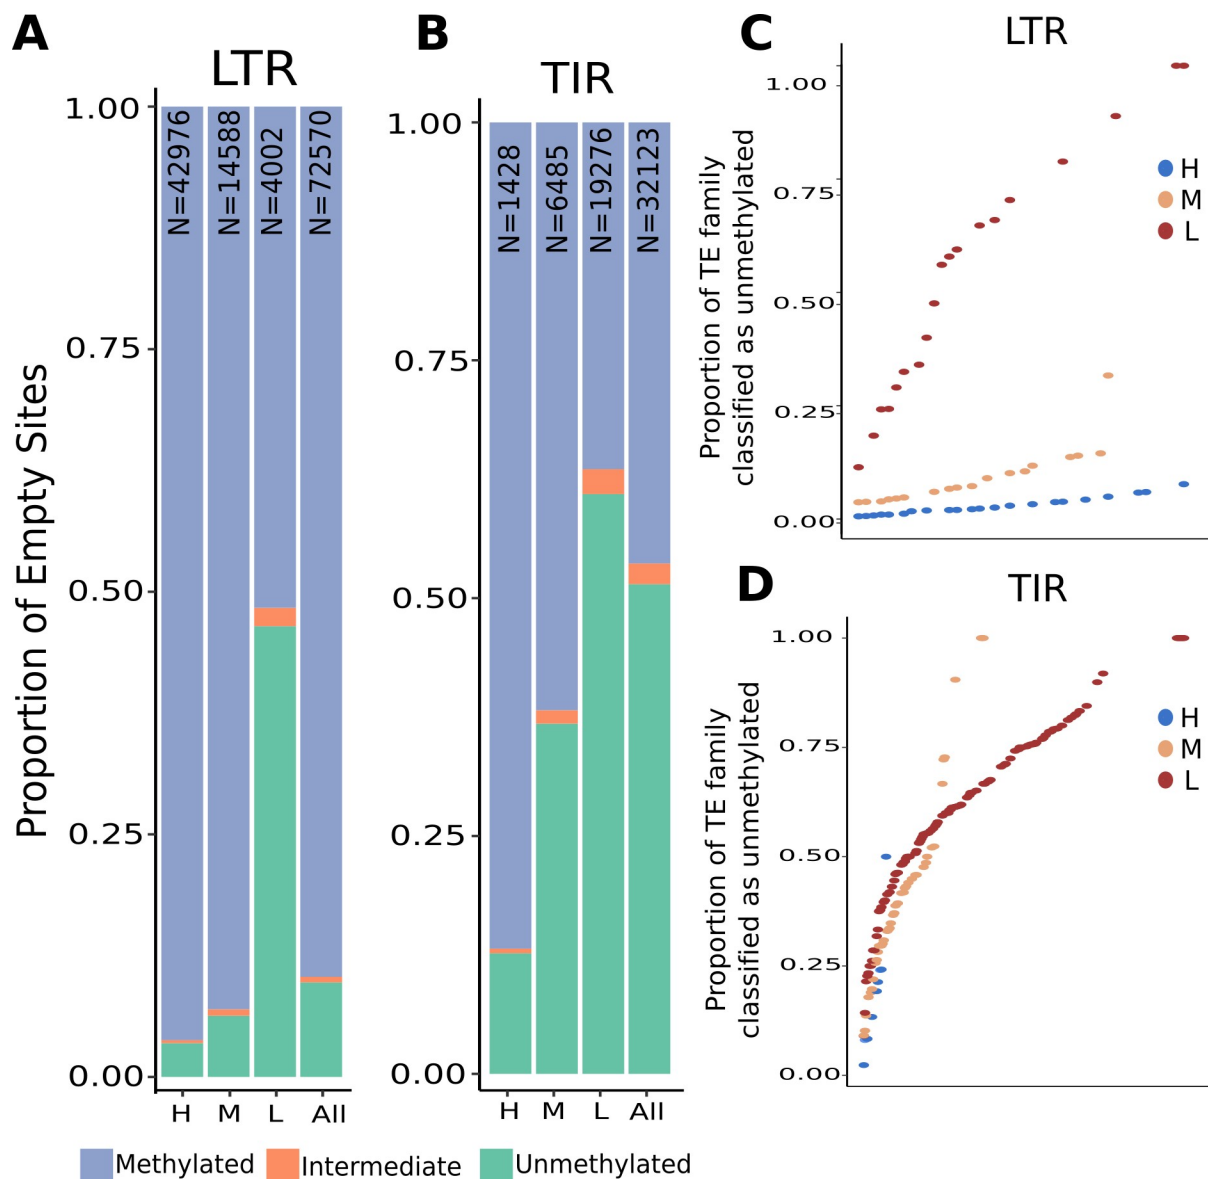 A
LTR
Proportion of Empty Sites
1.00
0.75
0.50
0.25
0.00
N=42976
N=14588
N=4002
N=72570
H
M
L
All
B
TIR
1.00
0.75
0.50
0.25
0.00
N=1428
N=6485
N=19276
N=32123
H
M
L
All
Methylated
Intermediate
Unmethylated
C
LTR
Proportion of TE family
classified as unmethylated
1.00
0.75
0.50
0.25
0.00
H
M
L
D
TIR
Proportion of TE family
classified as unmethylated
1.00
0.75
0.50
0.25
0.00
H
M
L